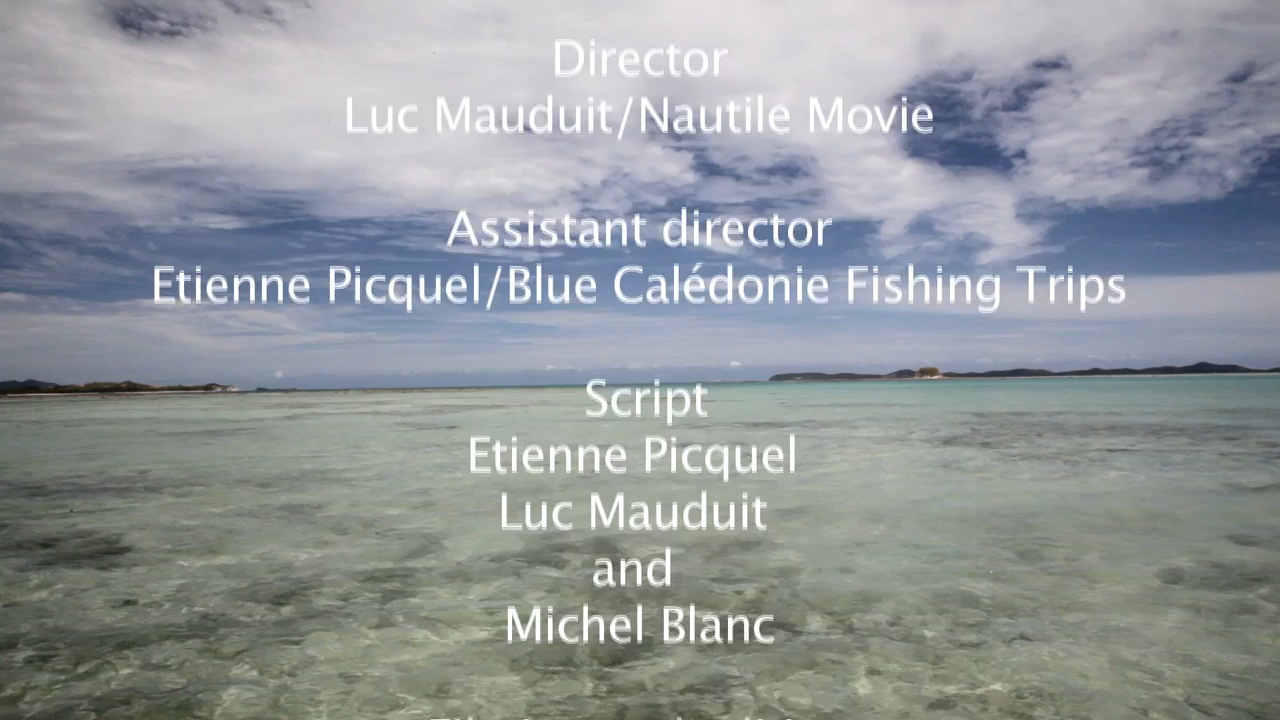 Director
Luc Mauduit/Nautile Movie
Assistant director
Etienne Picquel/Blue Calédonie Fishing Trips
Script
Etienne Picquel
Luc Mauduit
and
Michel Blanc